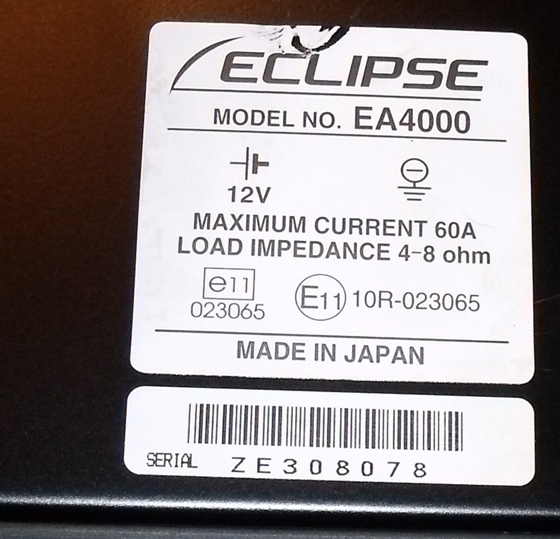 ECLIPSE
MODEL NO. EA4000
12V
MAXIMUM CURRENT 60A
LOAD IMPEDANCE 4-8 ohm
e11
023065
E11 10R-023065
MADE IN JAPAN
SERIAL ZE308078